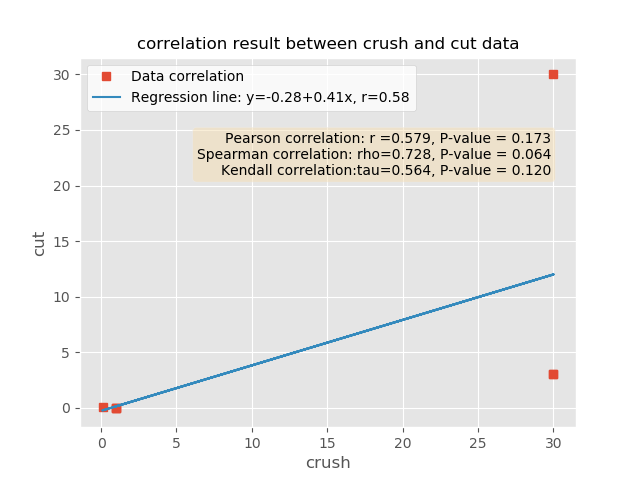 correlation result between crush and cut data
Data correlation
Regression line: y=-0.28+0.41x, r=0.58
Pearson correlation: r =0.579, P-value = 0.173
Spearman correlation: rho=0.728, P-value = 0.064
Kendall correlation:tau=0.564, P-value = 0.120
30
25
20
15
10
5
0
cut
0 5 10 15 20 25 30
crush